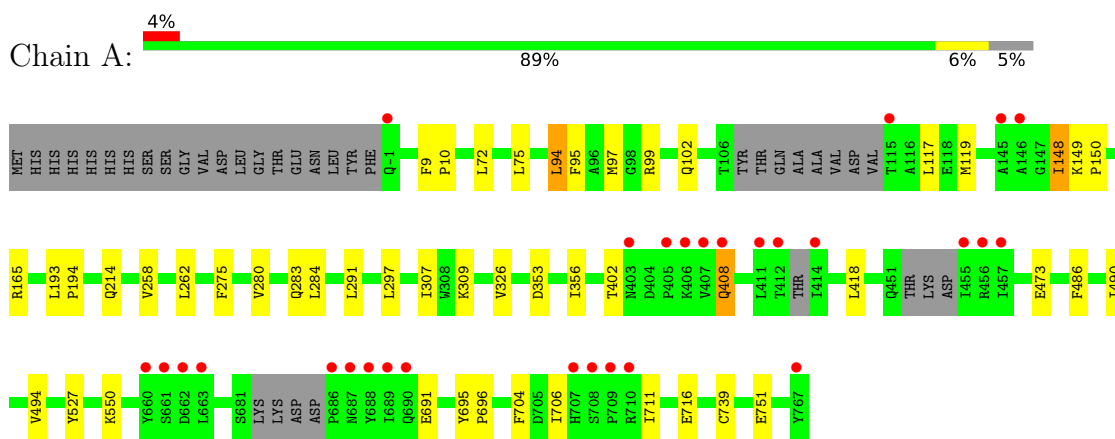 4%
Chain A:
89% 6% 5%
MET HIS HIS HIS HIS HIS HIS SER SER GLY VAL ASP LEU GLY THR GLU ASN LEU TYR PHE Q-1 F9 P10 L72 L75 L94 F95 A96 M97 G98 R99 Q102 T106 TYR THR GLN ALA ALA VAL ASP VAL T115 A116 L117 E118 M119 A145 A146 G147 I148 K149 P150
R165 L193 P194 Q214 V258 L262 F275 V280 Q283 L284 L291 L297 I307 W308 K309 V326 D353 I356 T402 N403 D404 P405 K406 V407 Q408 L411 T412 THR I414 L418 Q451 THR LYS ASP I455 R456 I457 E473 F486 I490
V494 Y527 K550 Y660 S661 D662 L663 S681 LYS LYS ASP ASP P686 N687 Y688 I689 Q690 E691 Y695 P696 F704 D705 I706 H707 S708 P709 R710 I711 E716 C739 E751 Y767